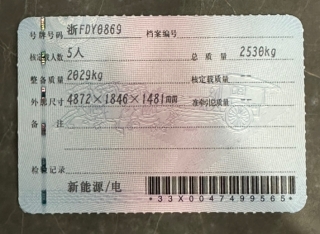 号牌号码 浙FDY0869 档案编号
核定载人数 5人 总质量 2530kg
整备质量 2029kg 核定载质量 --
外廓尺寸 4872×1846×1481mm 准牵引总质量 --
备注
检验记录
新能源/电
*33X0047499565*